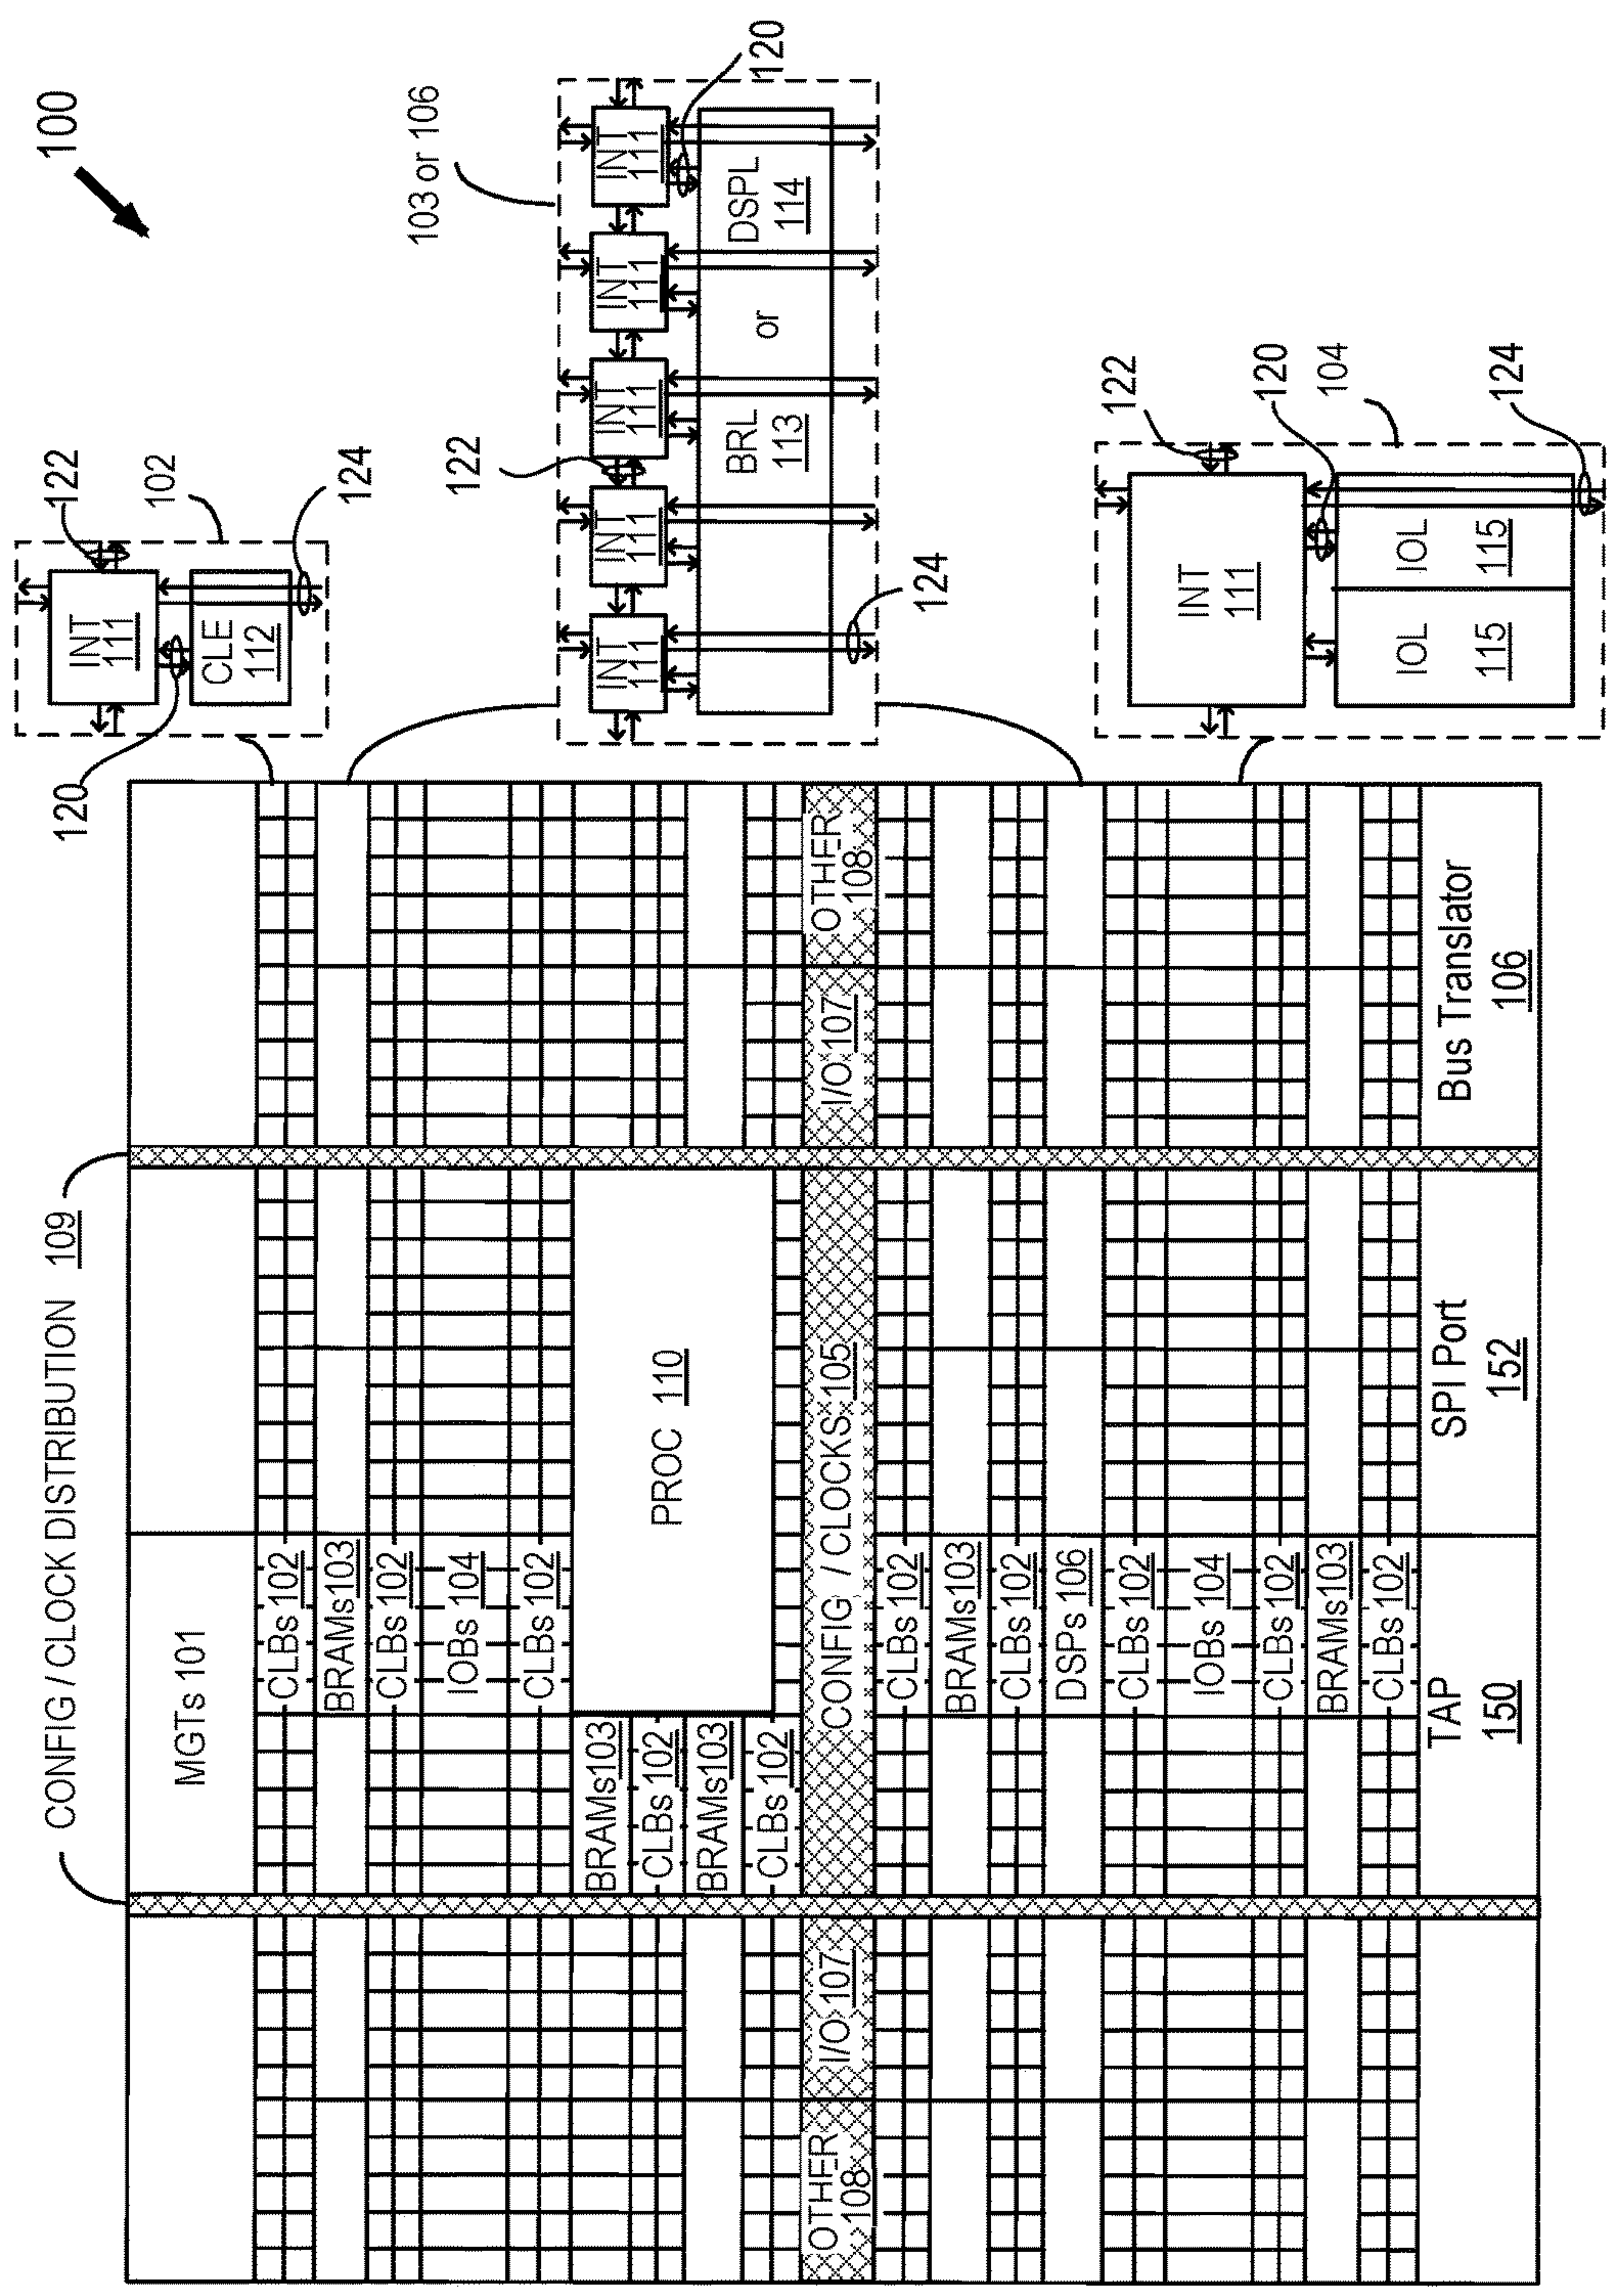 100
CONFIG / CLOCK DISTRIBUTION 109
MGTs 101
CLBs 102
BRAMs103
CLBs 102
IOBs 104
CLBs 102
BRAMs103
CLBs 102
BRAMs103
CLBs 102
PROC 110
OTHER
108
I/O 107
CONFIG / CLOCKS 105
I/O 107
OTHER
108
CLBs 102
BRAMs103
CLBs 102
DSPs 106
CLBs 102
IOBs 104
CLBs 102
BRAMs103
CLBs 102
TAP
150
SPI Port
152
Bus Translator
106
120
INT
111
CLE
112
122
102
124
103 or 106
INT
111
INT
111
INT
111
INT
111
INT
111
122
120
BRL
113
or
DSPL
114
124
INT
111
IOL
115
IOL
115
122
120
104
124